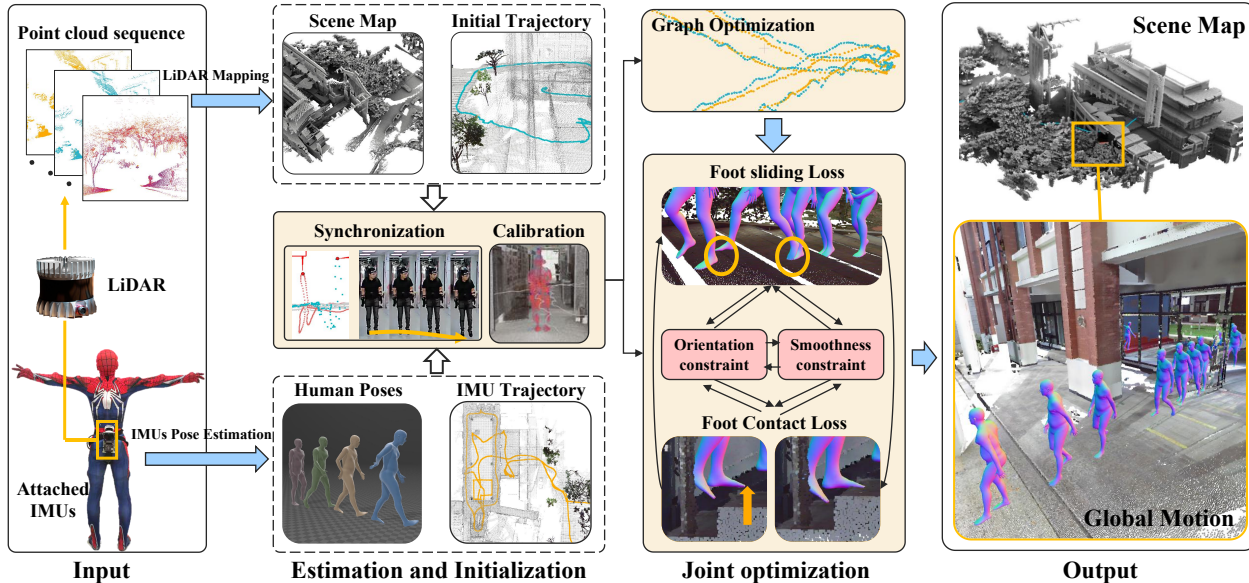 Point cloud sequence
LiDAR Mapping
LiDAR
IMUs Pose Estimation
Attached
IMUs
Input
Scene Map
Initial Trajectory
Synchronization
Calibration
Human Poses
IMU Trajectory
Estimation and Initialization
Graph Optimization
Foot sliding Loss
Orientation
constraint
Smoothness
constraint
Foot Contact Loss
Joint optimization
Scene Map
Global Motion
Output